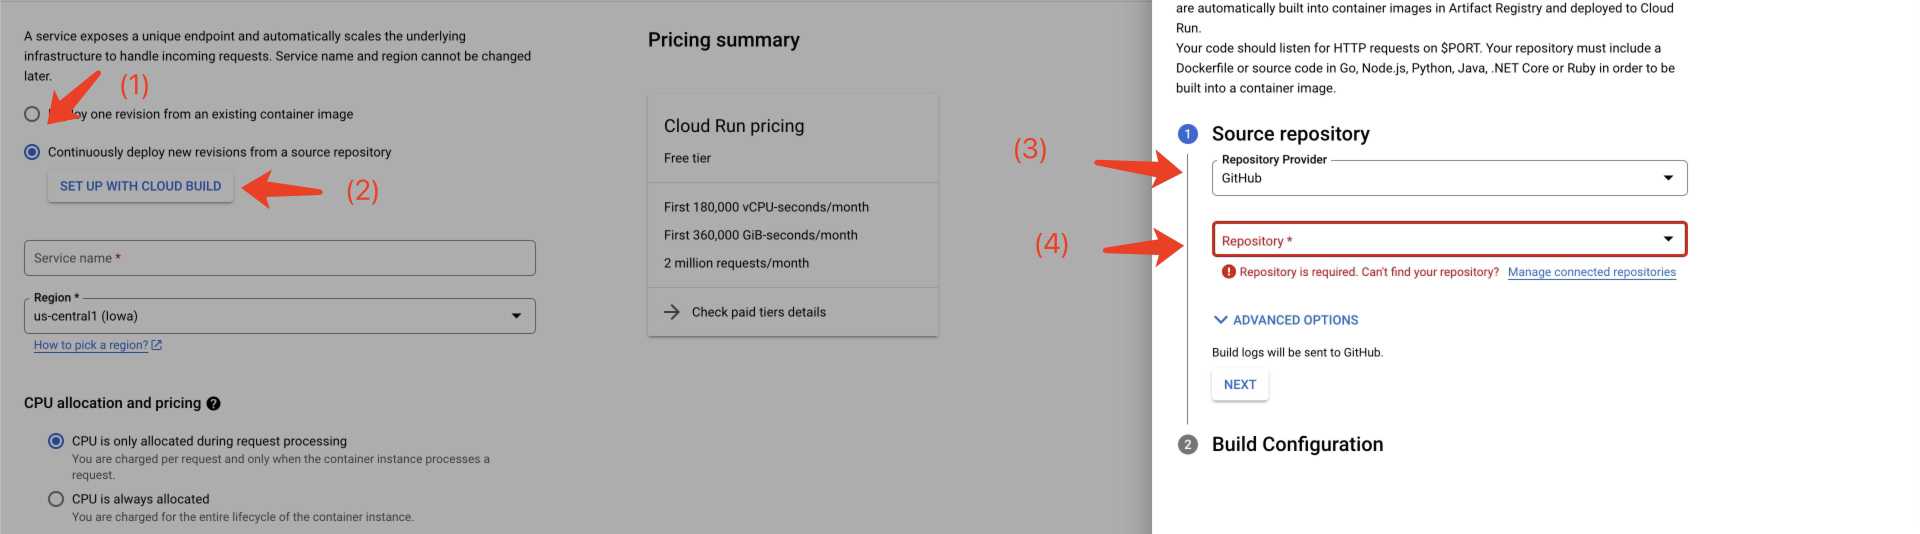 A service exposes a unique endpoint and automatically scales the underlying
infrastructure to handle incoming requests. Service name and region cannot be changed
later.
(1)
oy one revision from an existing container image
Continuously deploy new revisions from a source repository
SET UP WITH CLOUD BUILD
(2)
Service name *
Region *
us-central1 (Iowa)
How to pick a region?
CPU allocation and pricing
CPU is only allocated during request processing
You are charged per request and only when the container instance processes a
request.
CPU is always allocated
You are charged for the entire lifecycle of the container instance.
Pricing summary
Cloud Run pricing
Free tier
First 180,000 vCPU-seconds/month
First 360,000 GiB-seconds/month
2 million requests/month
Check paid tiers details
are automatically built into container images in Artifact Registry and deployed to Cloud
Run.
Your code should listen for HTTP requests on $PORT. Your repository must include a
Dockerfile or source code in Go, Node.js, Python, Java, .NET Core or Ruby in order to be
built into a container image.
1 Source repository
(3)
Repository Provider
GitHub
(4)
Repository *
Repository is required. Can't find your repository? Manage connected repositories
ADVANCED OPTIONS
Build logs will be sent to GitHub.
NEXT
2 Build Configuration